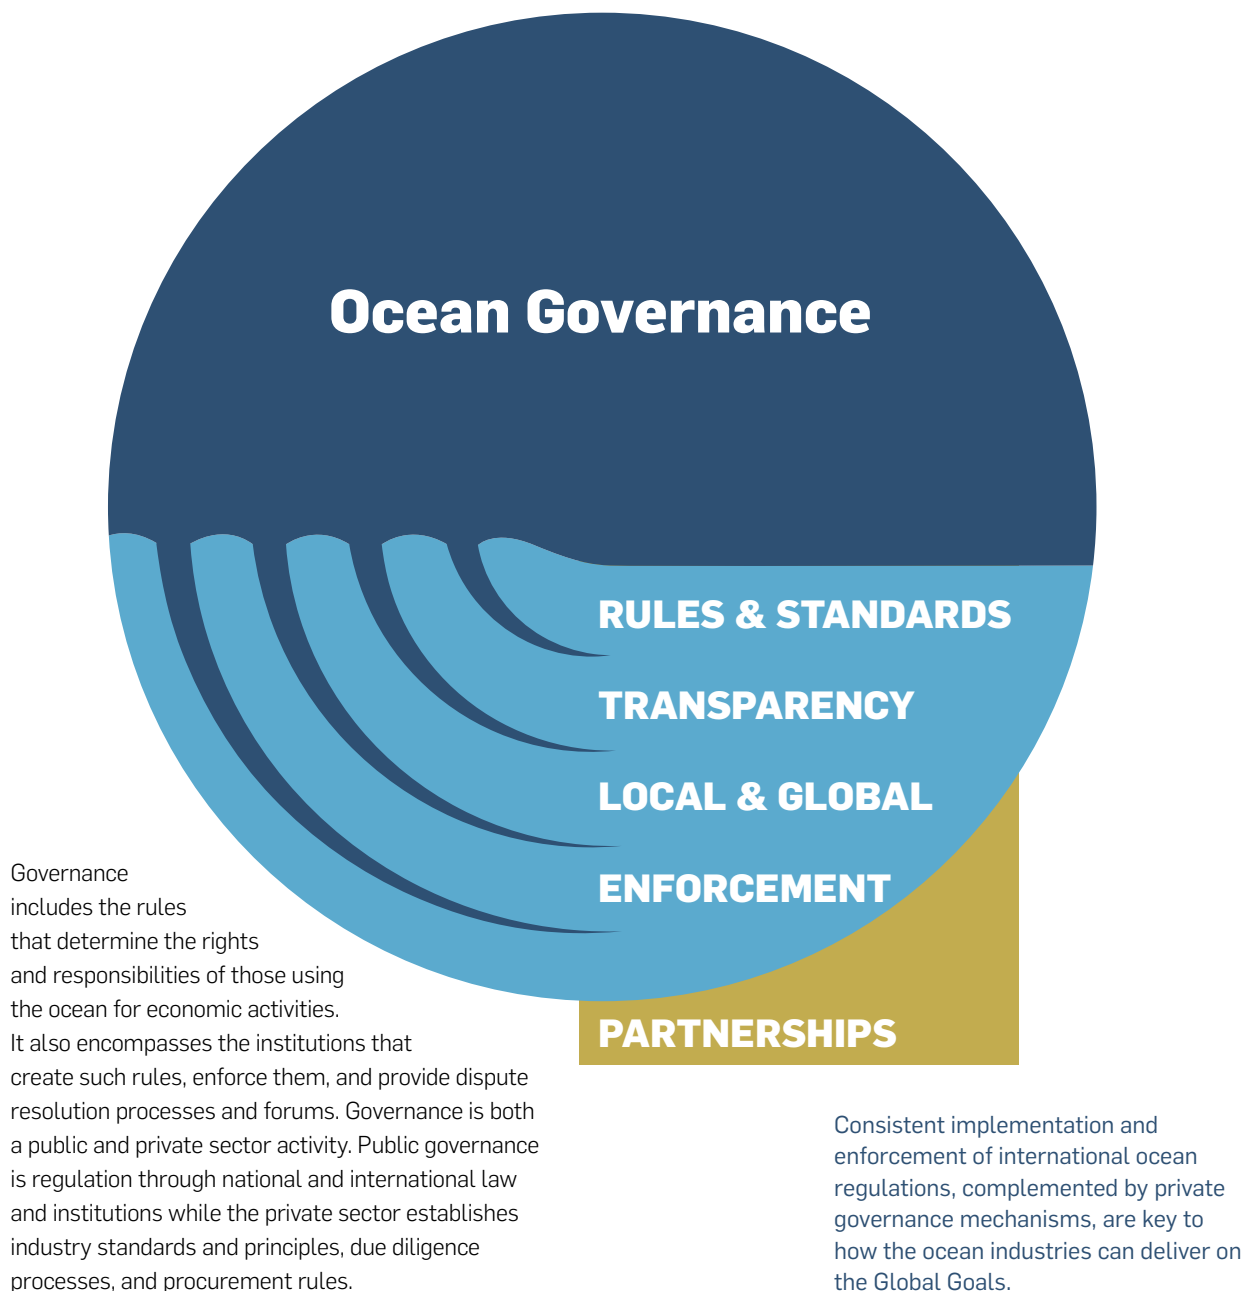 Ocean Governance
RULES & STANDARDS
TRANSPARENCY
LOCAL & GLOBAL
ENFORCEMENT
PARTNERSHIPS
Governance
includes the rules
that determine the rights
and responsibilities of those using
the ocean for economic activities.
It also encompasses the institutions that
create such rules, enforce them, and provide dispute
resolution processes and forums. Governance is both
a public and private sector activity. Public governance
is regulation through national and international law
and institutions while the private sector establishes
industry standards and principles, due diligence
processes, and procurement rules.
Consistent implementation and
enforcement of international ocean
regulations, complemented by private
governance mechanisms, are key to
how the ocean industries can deliver on
the Global Goals.